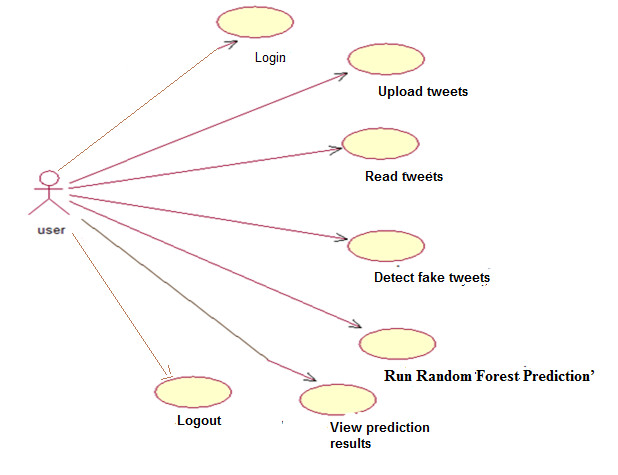 Login
Upload tweets
Read tweets
user
Detect fake tweets
Run Random Forest Prediction’
Logout
View prediction
results